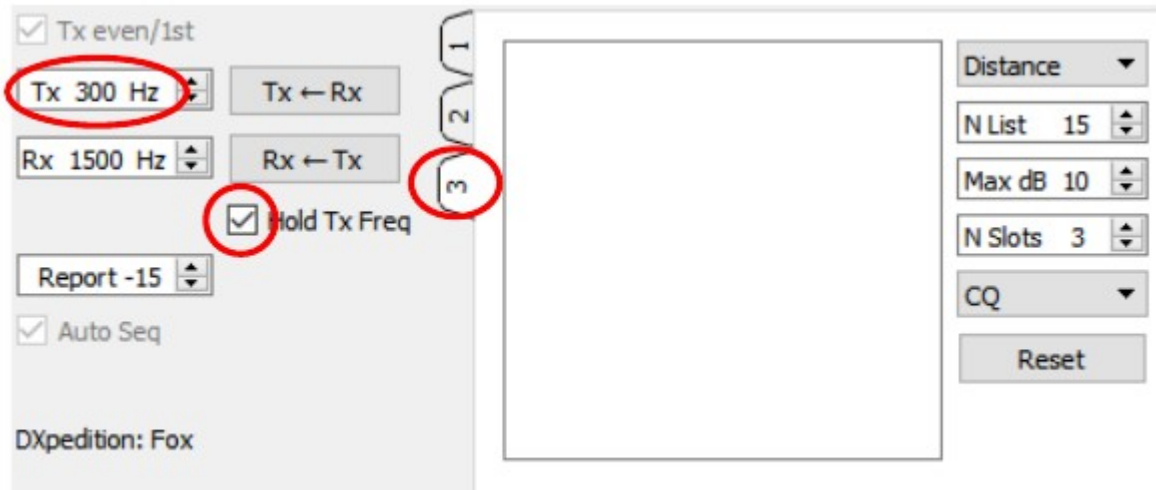 Tx even/1st
Tx 300 Hz
Tx ← Rx
Rx 1500 Hz
Rx ← Tx
Hold Tx Freq
Report -15
Auto Seq
DXpedition: Fox
1
2
3
Distance
N List 15
Max dB 10
N Slots 3
CQ
Reset